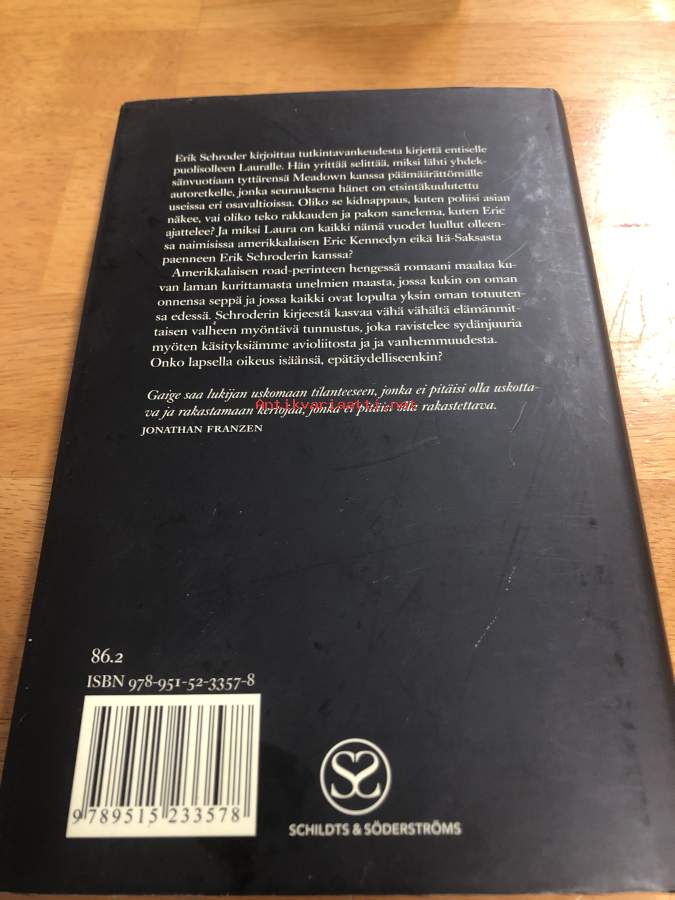 Erik Schroder kirjoittaa tutkintavankeudesta kirjettä entiselle
puolisolleen Lauralle. Hän yrittää selittää, miksi lähti yhdek-
sänvuotiaan tyttärensä Meadown kanssa päämäärättömälle
autoretkelle, jonka seurauksena hänet on etsintäkuulutettu
useissa eri osavaltioissa. Oliko se kidnappaus, kuten poliisi asian
näkee, vai oliko teko rakkauden ja pakon sanelema, kuten Eric
ajattelee? Ja miksi Laura on kaikki nämä vuodet luullut olleen-
sa naimisissa amerikkalaisen Eric Kennedyn eikä Itä-Saksasta
paenneen Erik Schroderin kanssa?
Amerikkalaisen road-perinteen hengessä romaani maalaa ku-
van laman kurittamasta unelmien maasta, jossa kukin on oman
onnensa seppä ja jossa kaikki ovat lopulta yksin oman totuuten-
sa edessä. Schroderin kirjeestä kasvaa vähä vähältä elämänmit-
taisen valheen myöntävä tunnustus, joka ravistelee sydänjuuria
myöten käsityksiämme avioliitosta ja ja vanhemmuudesta.
Onko lapsella oikeus isäänsä, epätäydelliseenkin?
Gaige saa lukijan uskomaan tilanteeseen, jonka ei pitäisi olla uskotta-
va ja rakastamaan kertojaa, jonka ei pitäisi olla rakastettava.
Antikvariaatti.net
JONATHAN FRANZEN
86.2
ISBN 978-951-52-3357-8
9 789515 233578
SS
SCHILDTS & SÖDERSTRÖMS